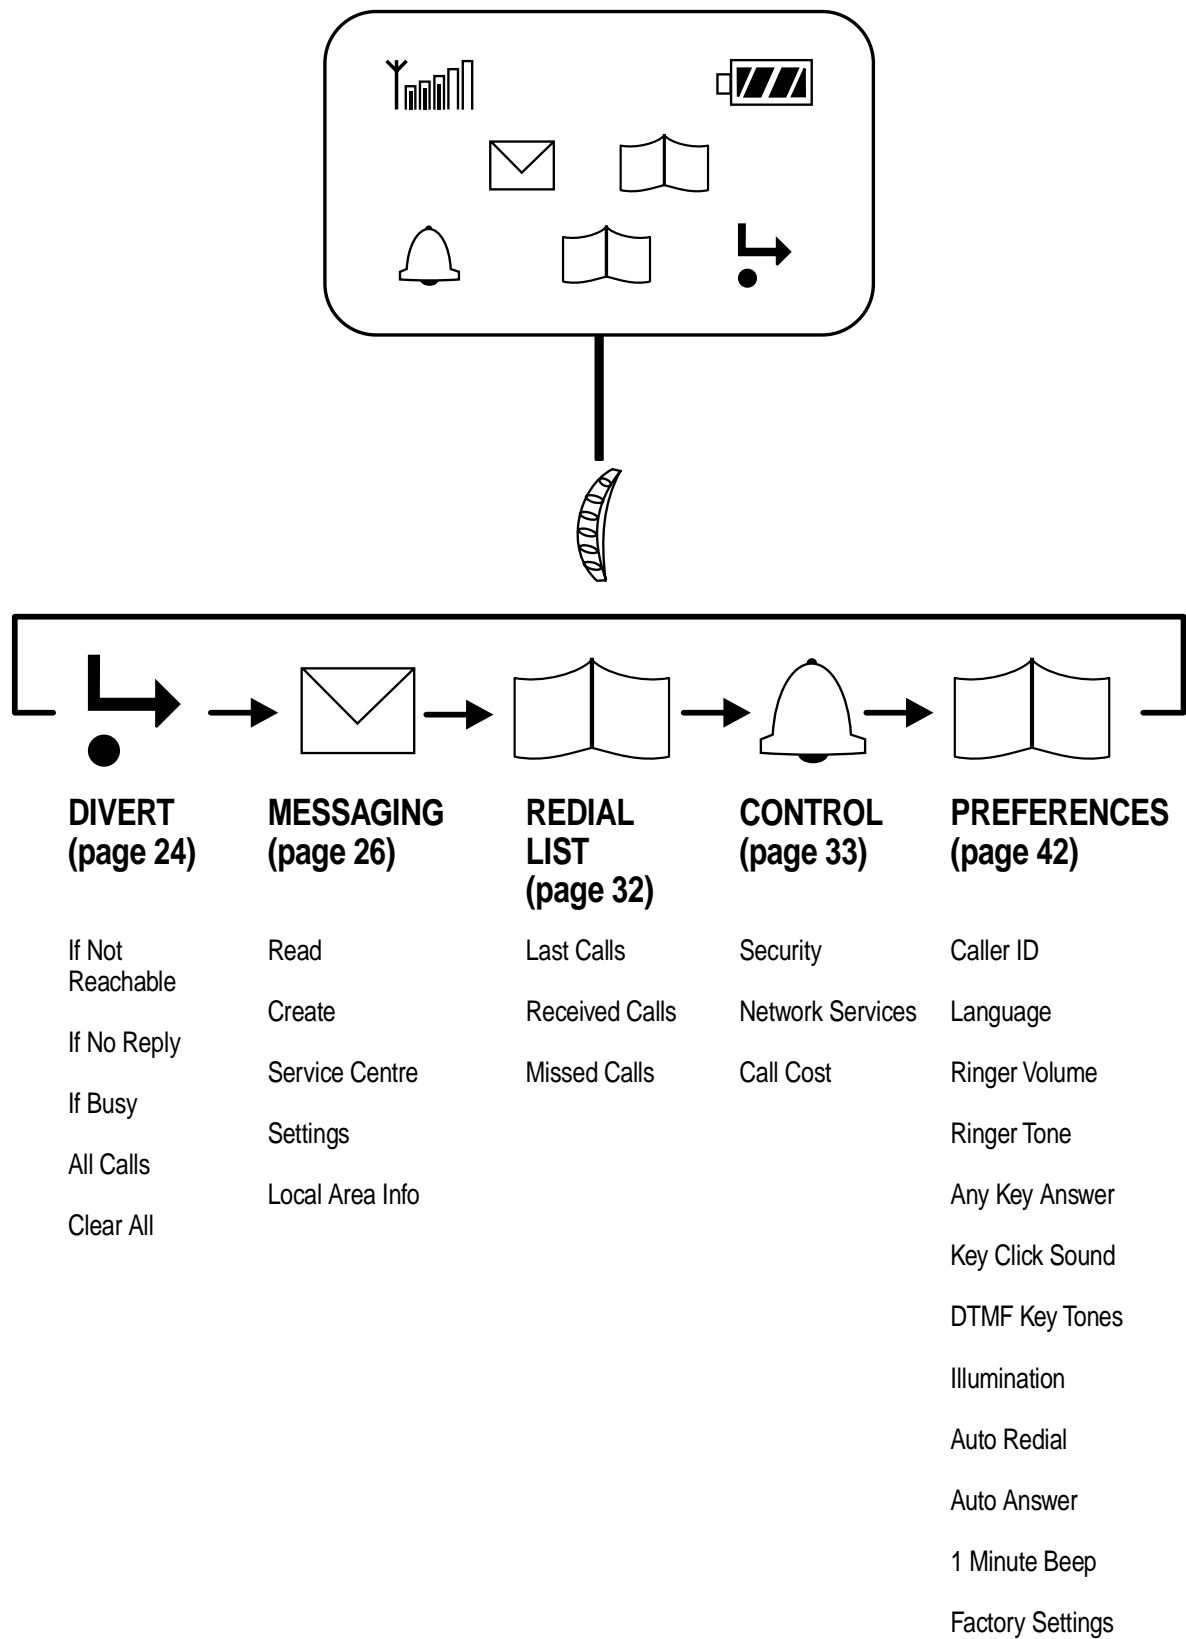 DIVERT
(page 24)
If Not
Reachable
If No Reply
If Busy
All Calls
Clear All
MESSAGING
(page 26)
Read
Create
Service Centre
Settings
Local Area Info
REDIAL
LIST
(page 32)
Last Calls
Received Calls
Missed Calls
CONTROL
(page 33)
Security
Network Services
Call Cost
PREFERENCES
(page 42)
Caller ID
Language
Ringer Volume
Ringer Tone
Any Key Answer
Key Click Sound
DTMF Key Tones
Illumination
Auto Redial
Auto Answer
1 Minute Beep
Factory Settings